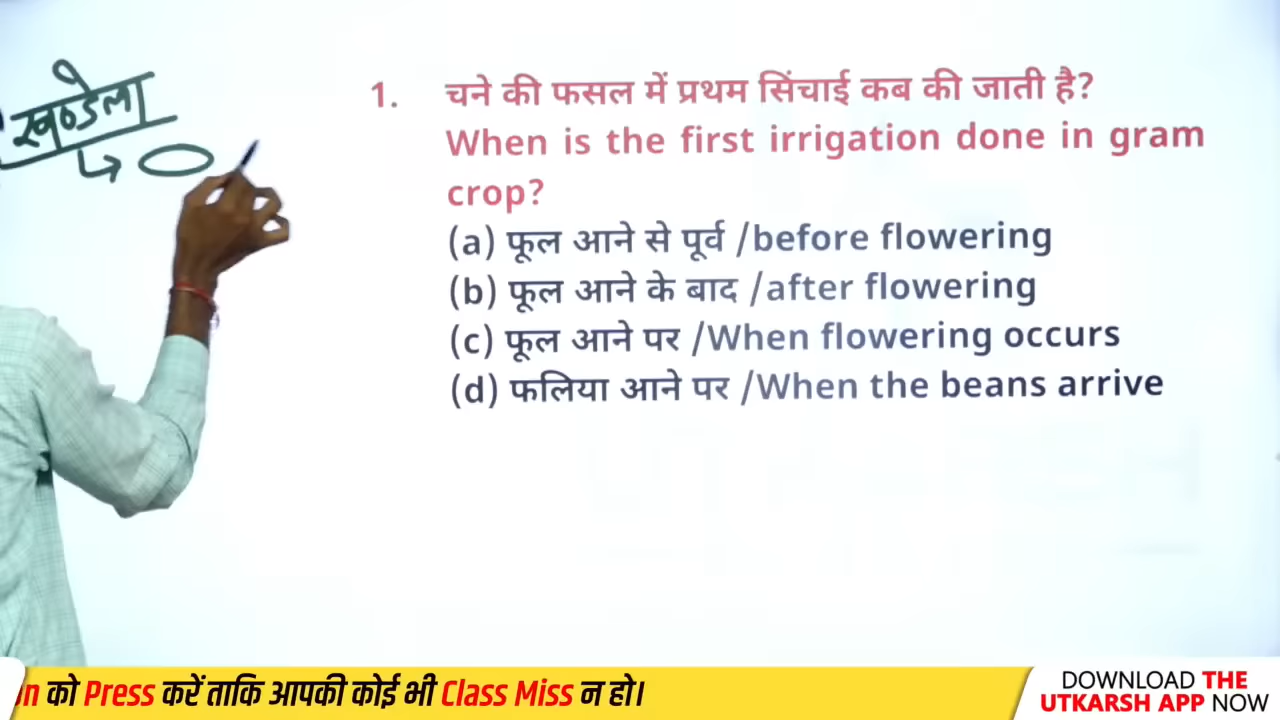 खण्डेला
1. चने की फसल में प्रथम सिंचाई कब की जाती है?
When is the first irrigation done in gram
crop?
(a) फूल आने से पूर्व /before flowering
(b) फूल आने के बाद /after flowering
(c) फूल आने पर /When flowering occurs
(d) फलिया आने पर /When the beans arrive
को Press करें ताकि आपकी कोई भी Class Miss न हो।
DOWNLOAD THE
UTKARSH APP NOW